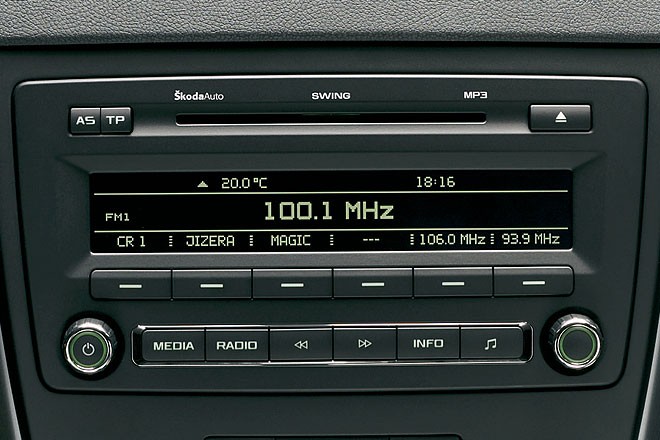 ŠkodaAuto SWING MP3
AS TP
20.0°C 18:16
FM1 100.1 MHz
CR 1 JIZERA MAGIC --- 106.0 MHz 93.9 MHz
MEDIA RADIO INFO